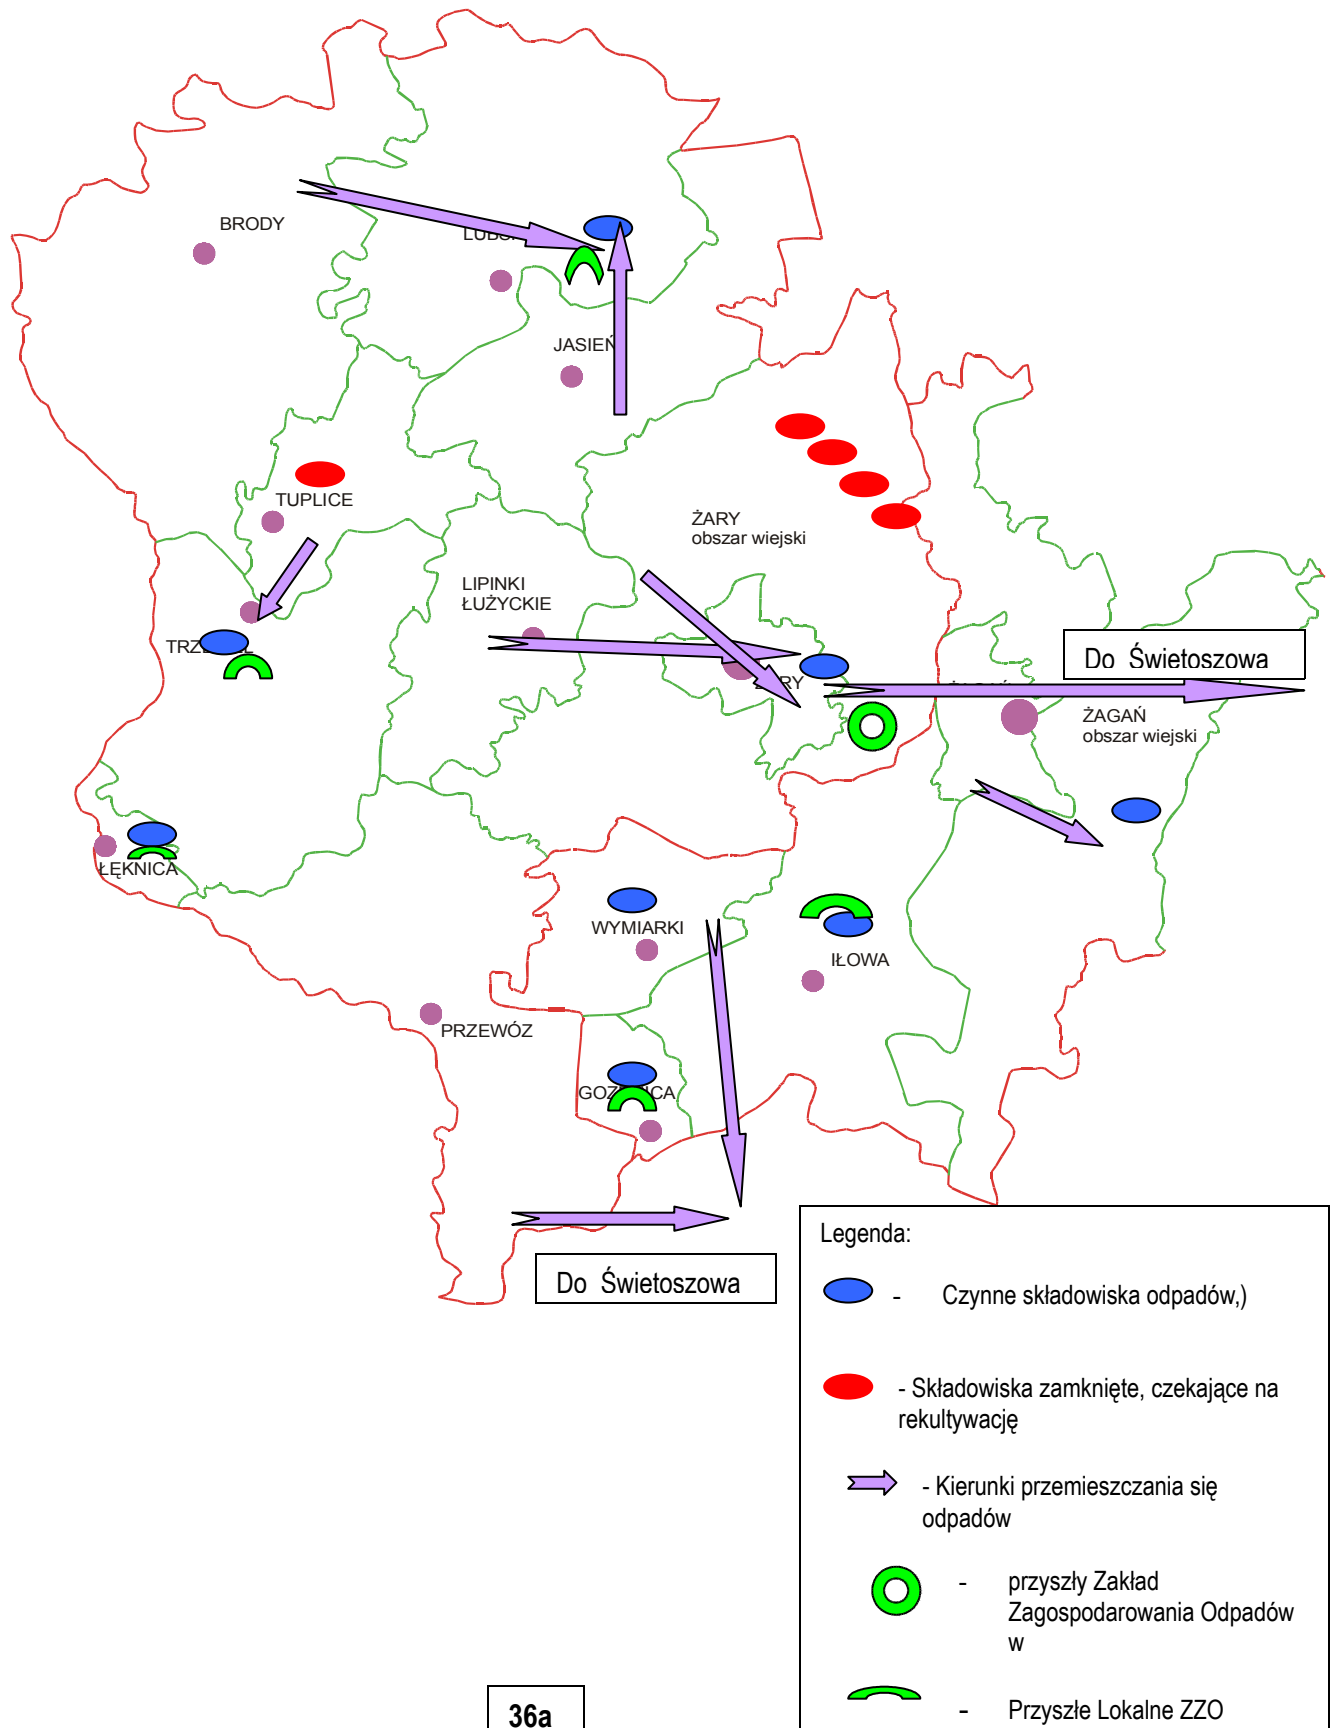 BRODY
JASIEŃ
TUPLICE
ŻARY
obszar wiejski
LIPINKI
ŁUŻYCKIE
Do Świetoszowa
ŻAGAŃ
obszar wiejski
ŁĘKNICA
WYMIARKI
IŁOWA
PRZEWÓZ
Do Świetoszowa
Legenda:
- Czynne składowiska odpadów,)
- Składowiska zamknięte, czekające na
rekultywację
- Kierunki przemieszczania się
odpadów
- przyszły Zakład
Zagospodarowania Odpadów
w
- Przyszłe Lokalne ZZO
36a